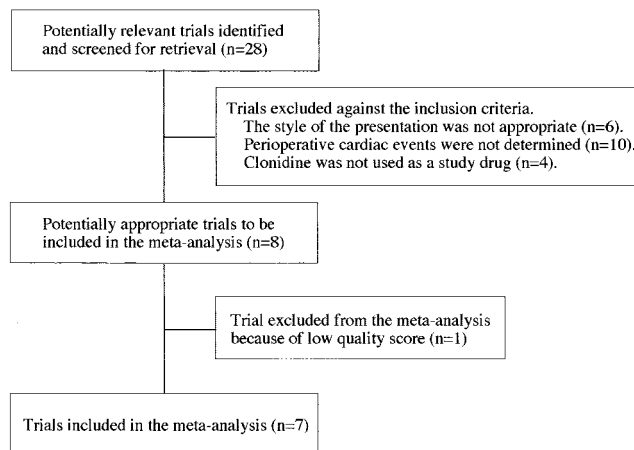 Potentially relevant trials identified
and screened for retrieval (n=28)
Trials excluded against the inclusion criteria.
The style of the presentation was not appropriate (n=6).
Perioperative cardiac events were not determined (n=10).
Clonidine was not used as a study drug (n=4).
Potentially appropriate trials to be
included in the meta-analysis (n=8)
Trial excluded from the meta-analysis
because of low quality score (n=1)
Trials included in the meta-analysis (n=7)